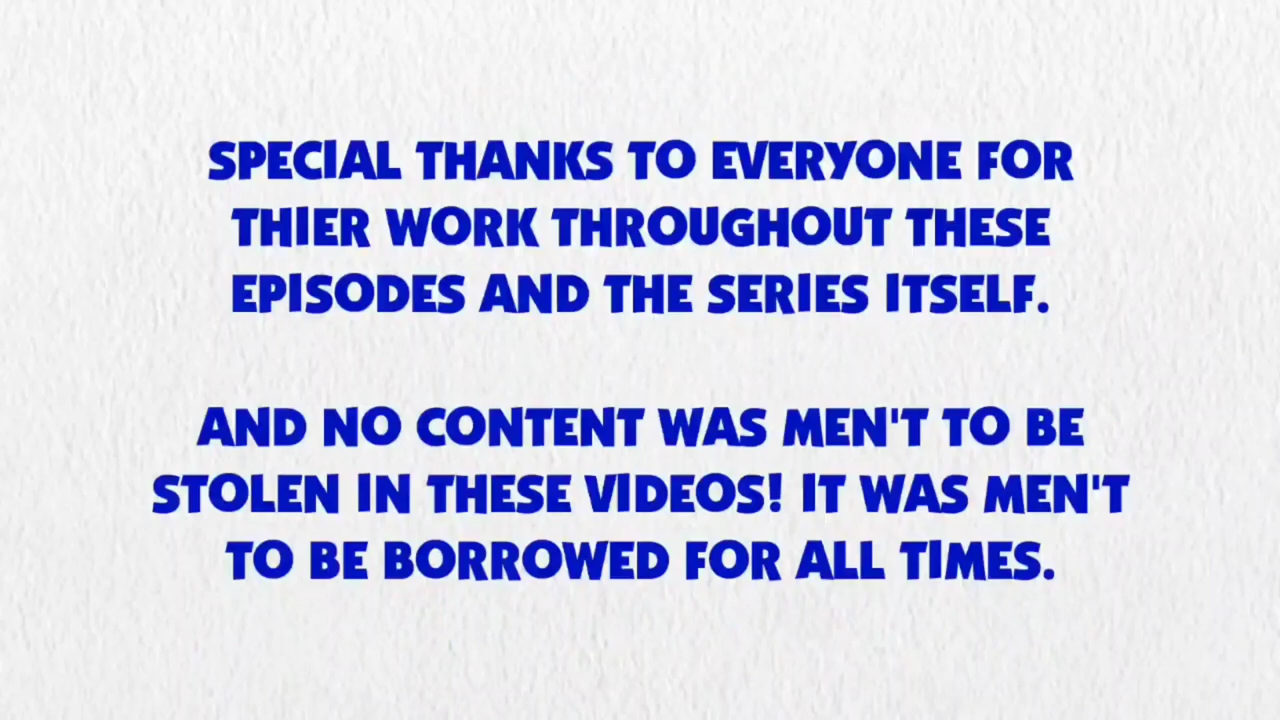 SPECIAL THANKS TO EVERYONE FOR
THIER WORK THROUGHOUT THESE
EPISODES AND THE SERIES ITSELF.
AND NO CONTENT WAS MEN'T TO BE
STOLEN IN THESE VIDEOS! IT WAS MEN'T
TO BE BORROWED FOR ALL TIMES.